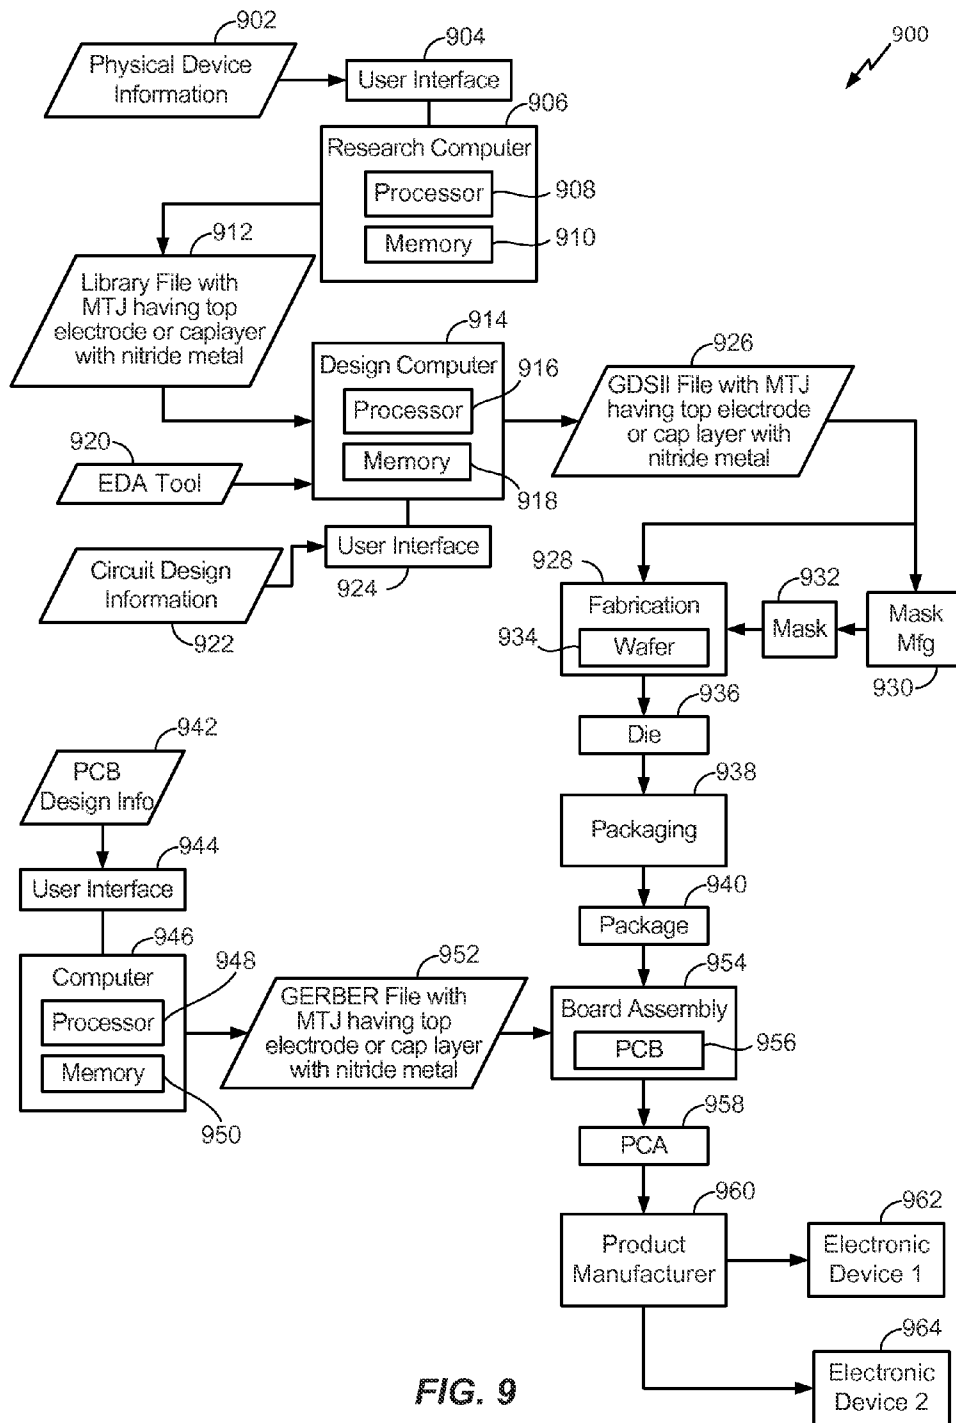 902
Physical Device
Information
904
User Interface
900
906
Research Computer
Processor
908
Memory
910
912
Library File with
MTJ having top
electrode or caplayer
with nitride metal
914
Design Computer
916
Processor
Memory
918
920
EDA Tool
User Interface
924
Circuit Design
Information
922
926
GDSII File with MTJ
having top electrode
or cap layer with
nitride metal
928
Fabrication
934
Wafer
932
Mask
Mask
Mfg
930
936
Die
938
Packaging
940
Package
942
PCB
Design Info
944
User Interface
946
Computer
948
Processor
Memory
950
952
GERBER File with
MTJ having top
electrode or cap layer
with nitride metal
954
Board Assembly
PCB
956
958
PCA
960
Product
Manufacturer
962
Electronic
Device 1
964
Electronic
Device 2
FIG. 9